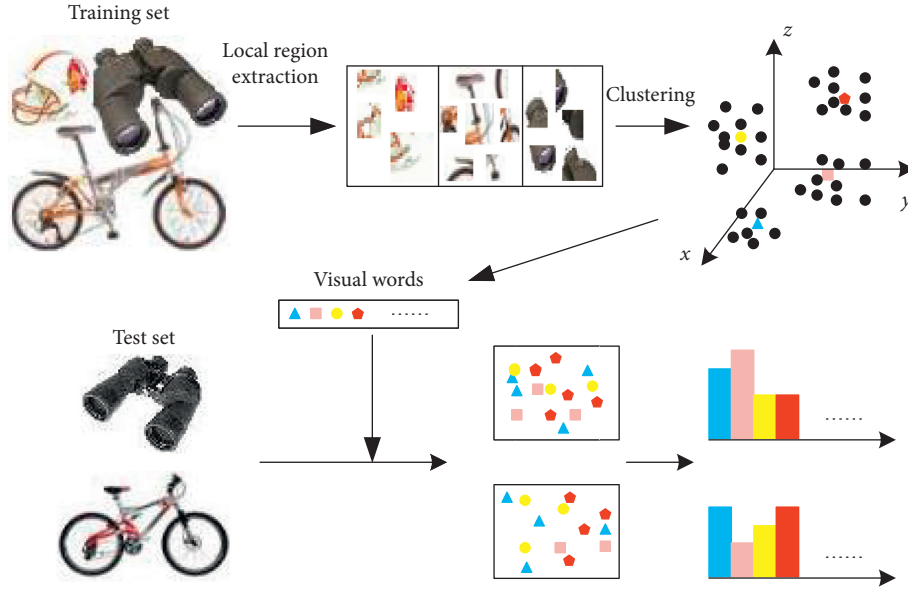 Training set
Local region
extraction
Clustering
z
y
x
Visual words
......
Test set
......
......